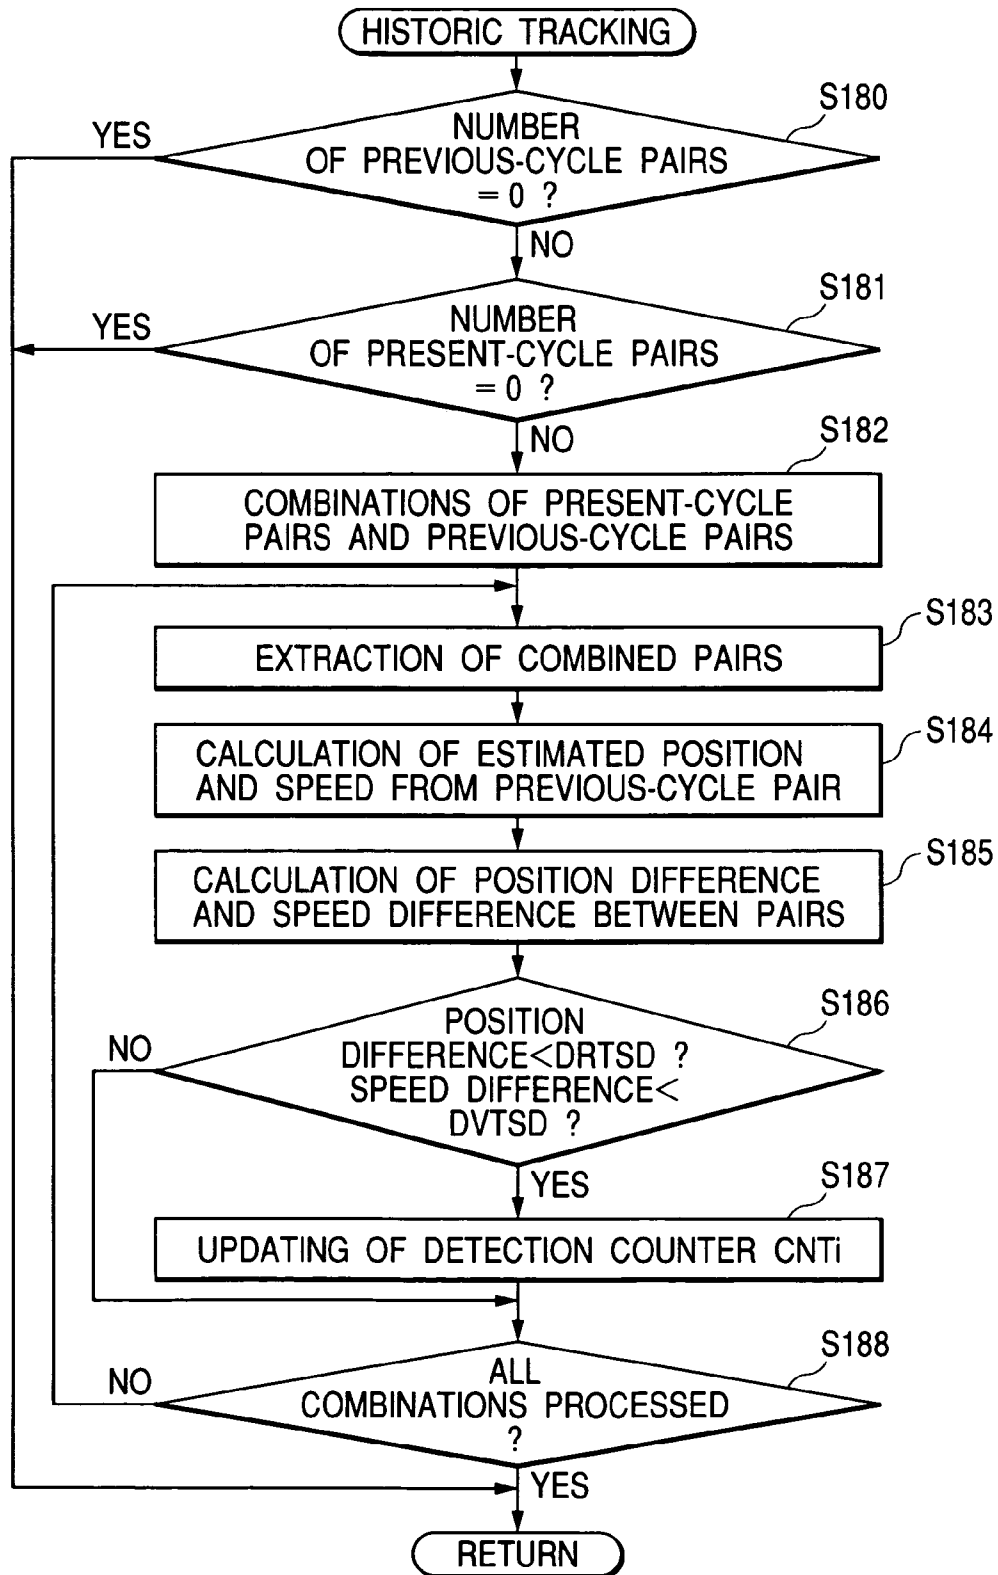 HISTORIC TRACKING
S180
YES
NUMBER
OF PREVIOUS-CYCLE PAIRS
= 0 ?
NO
S181
YES
NUMBER
OF PRESENT-CYCLE PAIRS
= 0 ?
NO
S182
COMBINATIONS OF PRESENT-CYCLE
PAIRS AND PREVIOUS-CYCLE PAIRS
S183
EXTRACTION OF COMBINED PAIRS
S184
CALCULATION OF ESTIMATED POSITION
AND SPEED FROM PREVIOUS-CYCLE PAIR
S185
CALCULATION OF POSITION DIFFERENCE
AND SPEED DIFFERENCE BETWEEN PAIRS
S186
NO
POSITION
DIFFERENCE<DRTSD ?
SPEED DIFFERENCE<
DVTSD ?
YES
S187
UPDATING OF DETECTION COUNTER CNTi
S188
NO
ALL
COMBINATIONS PROCESSED
?
YES
RETURN